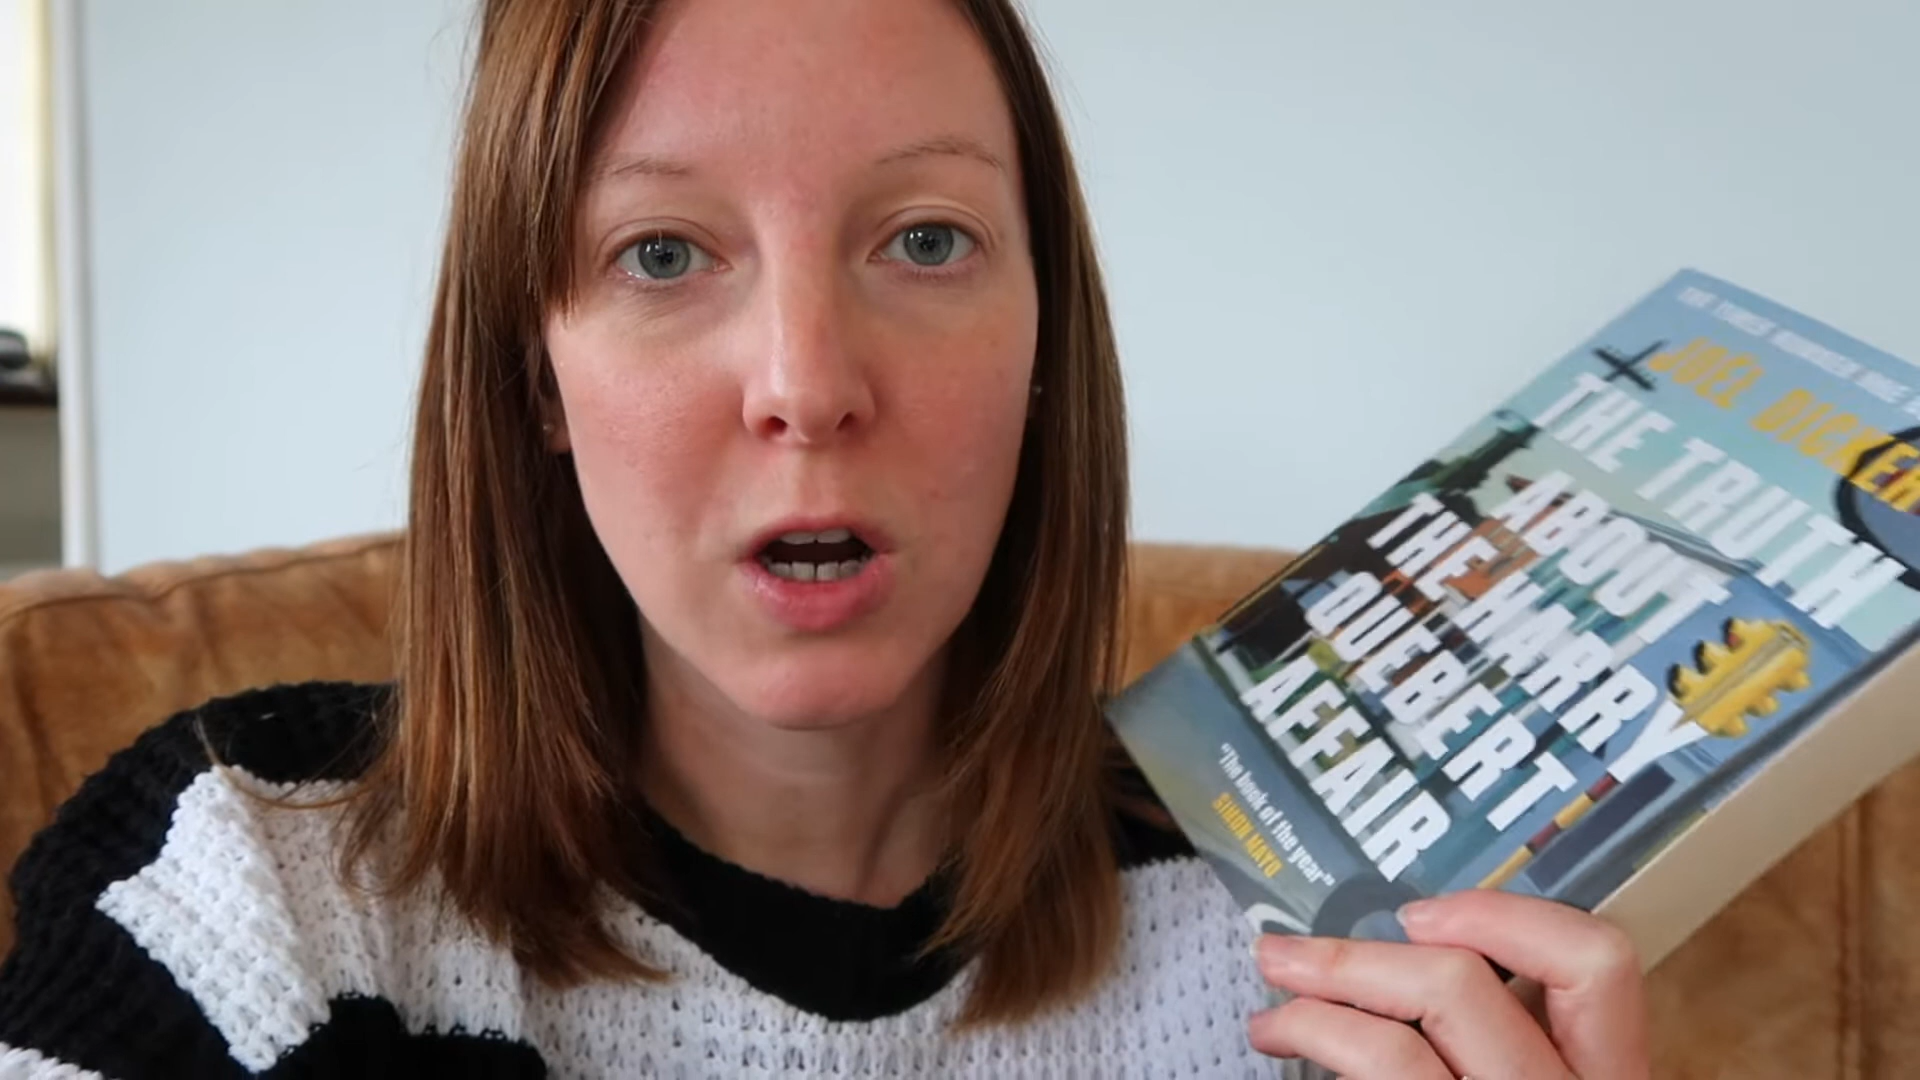 JOEL DICKER
THE TRUTH
ABOUT
THE HARRY
QUEBERT
AFFAIR
"The book of the year"
SIMON MAYO